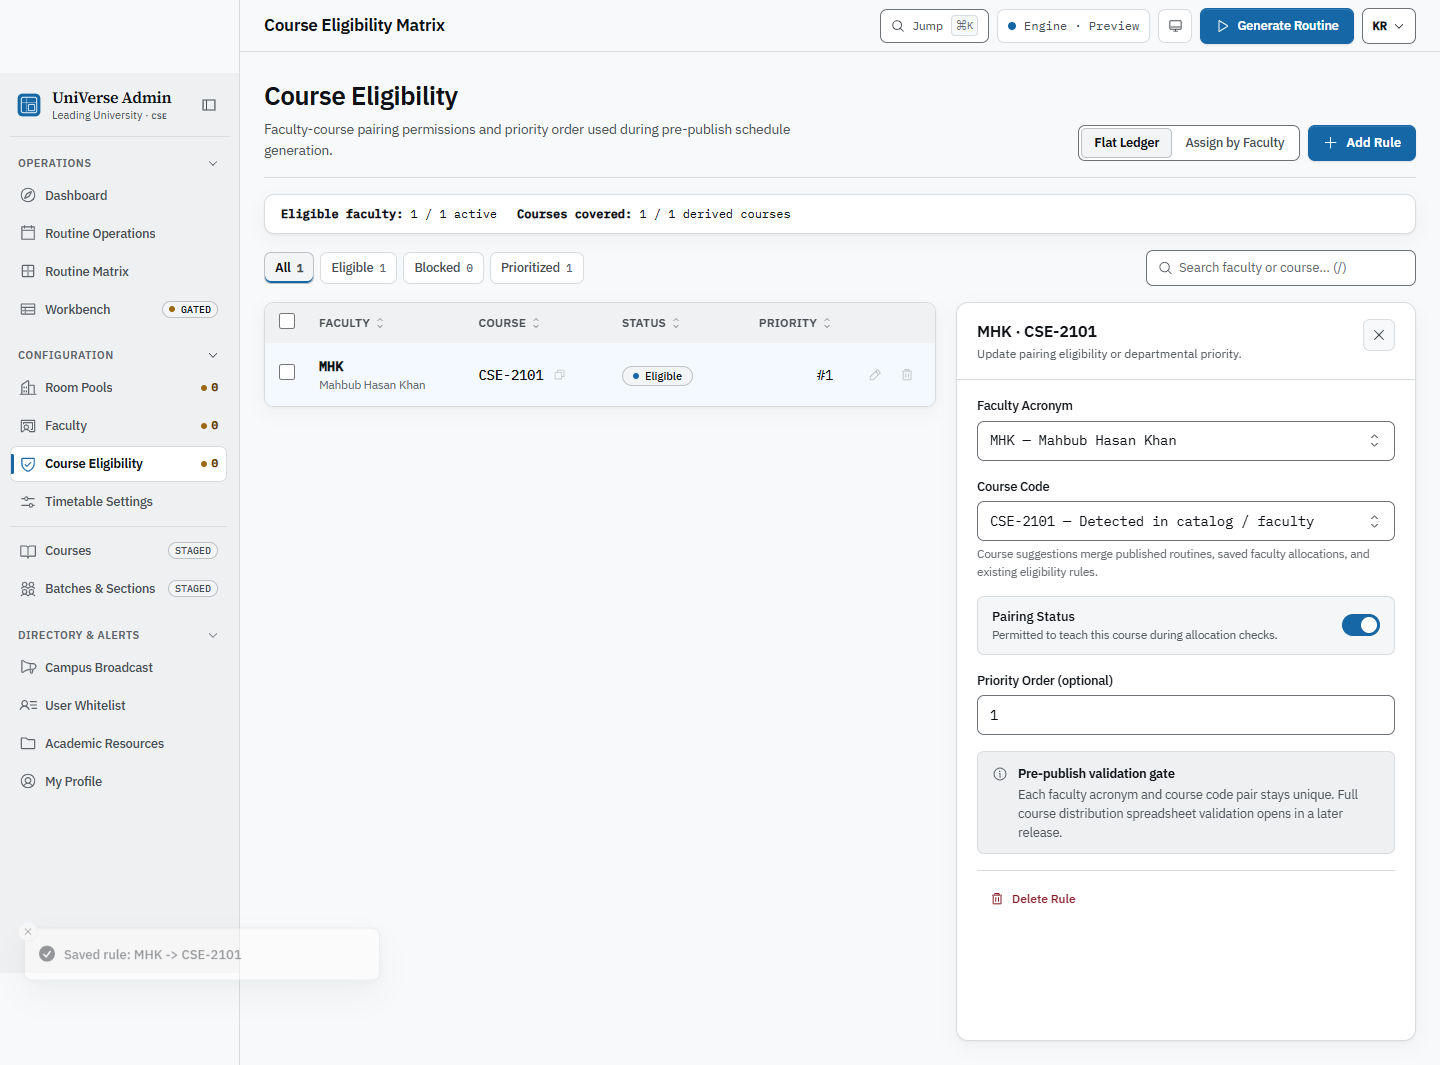 Course Eligibility Matrix
Jump ⌘K
Engine · Preview
Generate Routine
KR
UniVerse Admin
Leading University · CSE
OPERATIONS
Dashboard
Routine Operations
Routine Matrix
Workbench GATED
CONFIGURATION
Room Pools 0
Faculty 0
Course Eligibility 0
Timetable Settings
Courses STAGED
Batches & Sections STAGED
DIRECTORY & ALERTS
Campus Broadcast
User Whitelist
Academic Resources
My Profile
Course Eligibility
Faculty-course pairing permissions and priority order used during pre-publish schedule
generation.
Flat Ledger Assign by Faculty
Add Rule
Eligible faculty: 1 / 1 active Courses covered: 1 / 1 derived courses
All 1 Eligible 1 Blocked 0 Prioritized 1
Search faculty or course... (/)
FACULTY COURSE STATUS PRIORITY
MHK
Mahbub Hasan Khan
CSE-2101 Eligible #1
MHK · CSE-2101
Update pairing eligibility or departmental priority.
Faculty Acronym
MHK — Mahbub Hasan Khan
Course Code
CSE-2101 — Detected in catalog / faculty
Course suggestions merge published routines, saved faculty allocations, and
existing eligibility rules.
Pairing Status
Permitted to teach this course during allocation checks.
Priority Order (optional)
1
Pre-publish validation gate
Each faculty acronym and course code pair stays unique. Full
course distribution spreadsheet validation opens in a later
release.
Delete Rule
Saved rule: MHK -> CSE-2101